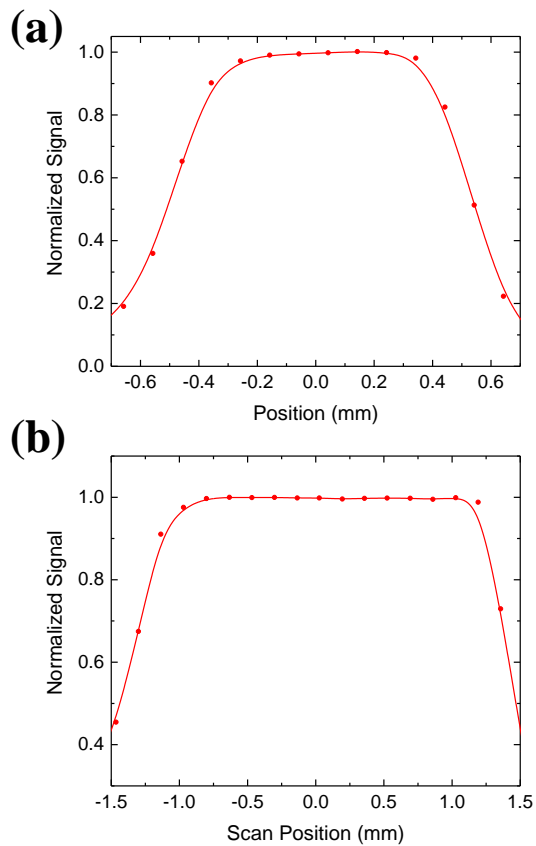 (a)
1.0
0.8
0.6
0.4
0.2
0.0
Normalized Signal
-0.6 -0.4 -0.2 0.0 0.2 0.4 0.6
Position (mm)
(b)
1.0
0.8
0.6
0.4
Normalized Signal
-1.5 -1.0 -0.5 0.0 0.5 1.0 1.5
Scan Position (mm)